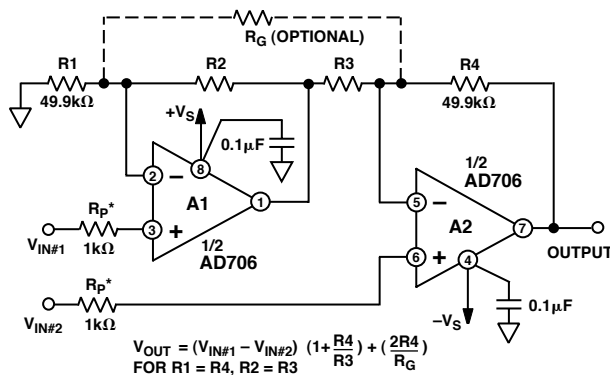 R_G (OPTIONAL)
R1
R2
R3
R4
49.9kΩ
49.9kΩ
+V_S
0.1μF
1/2
AD706
8
2
−
A1
1
5
−
A2
7
R_P*
3
+
1/2
AD706
6
+
4
OUTPUT
V_IN#1
1kΩ
R_P*
0.1μF
V_IN#2
1kΩ
−V_S
V_OUT = (V_IN#1 − V_IN#2) (1+ R4/R3) + (2R4/R_G)
FOR R1 = R4, R2 = R3